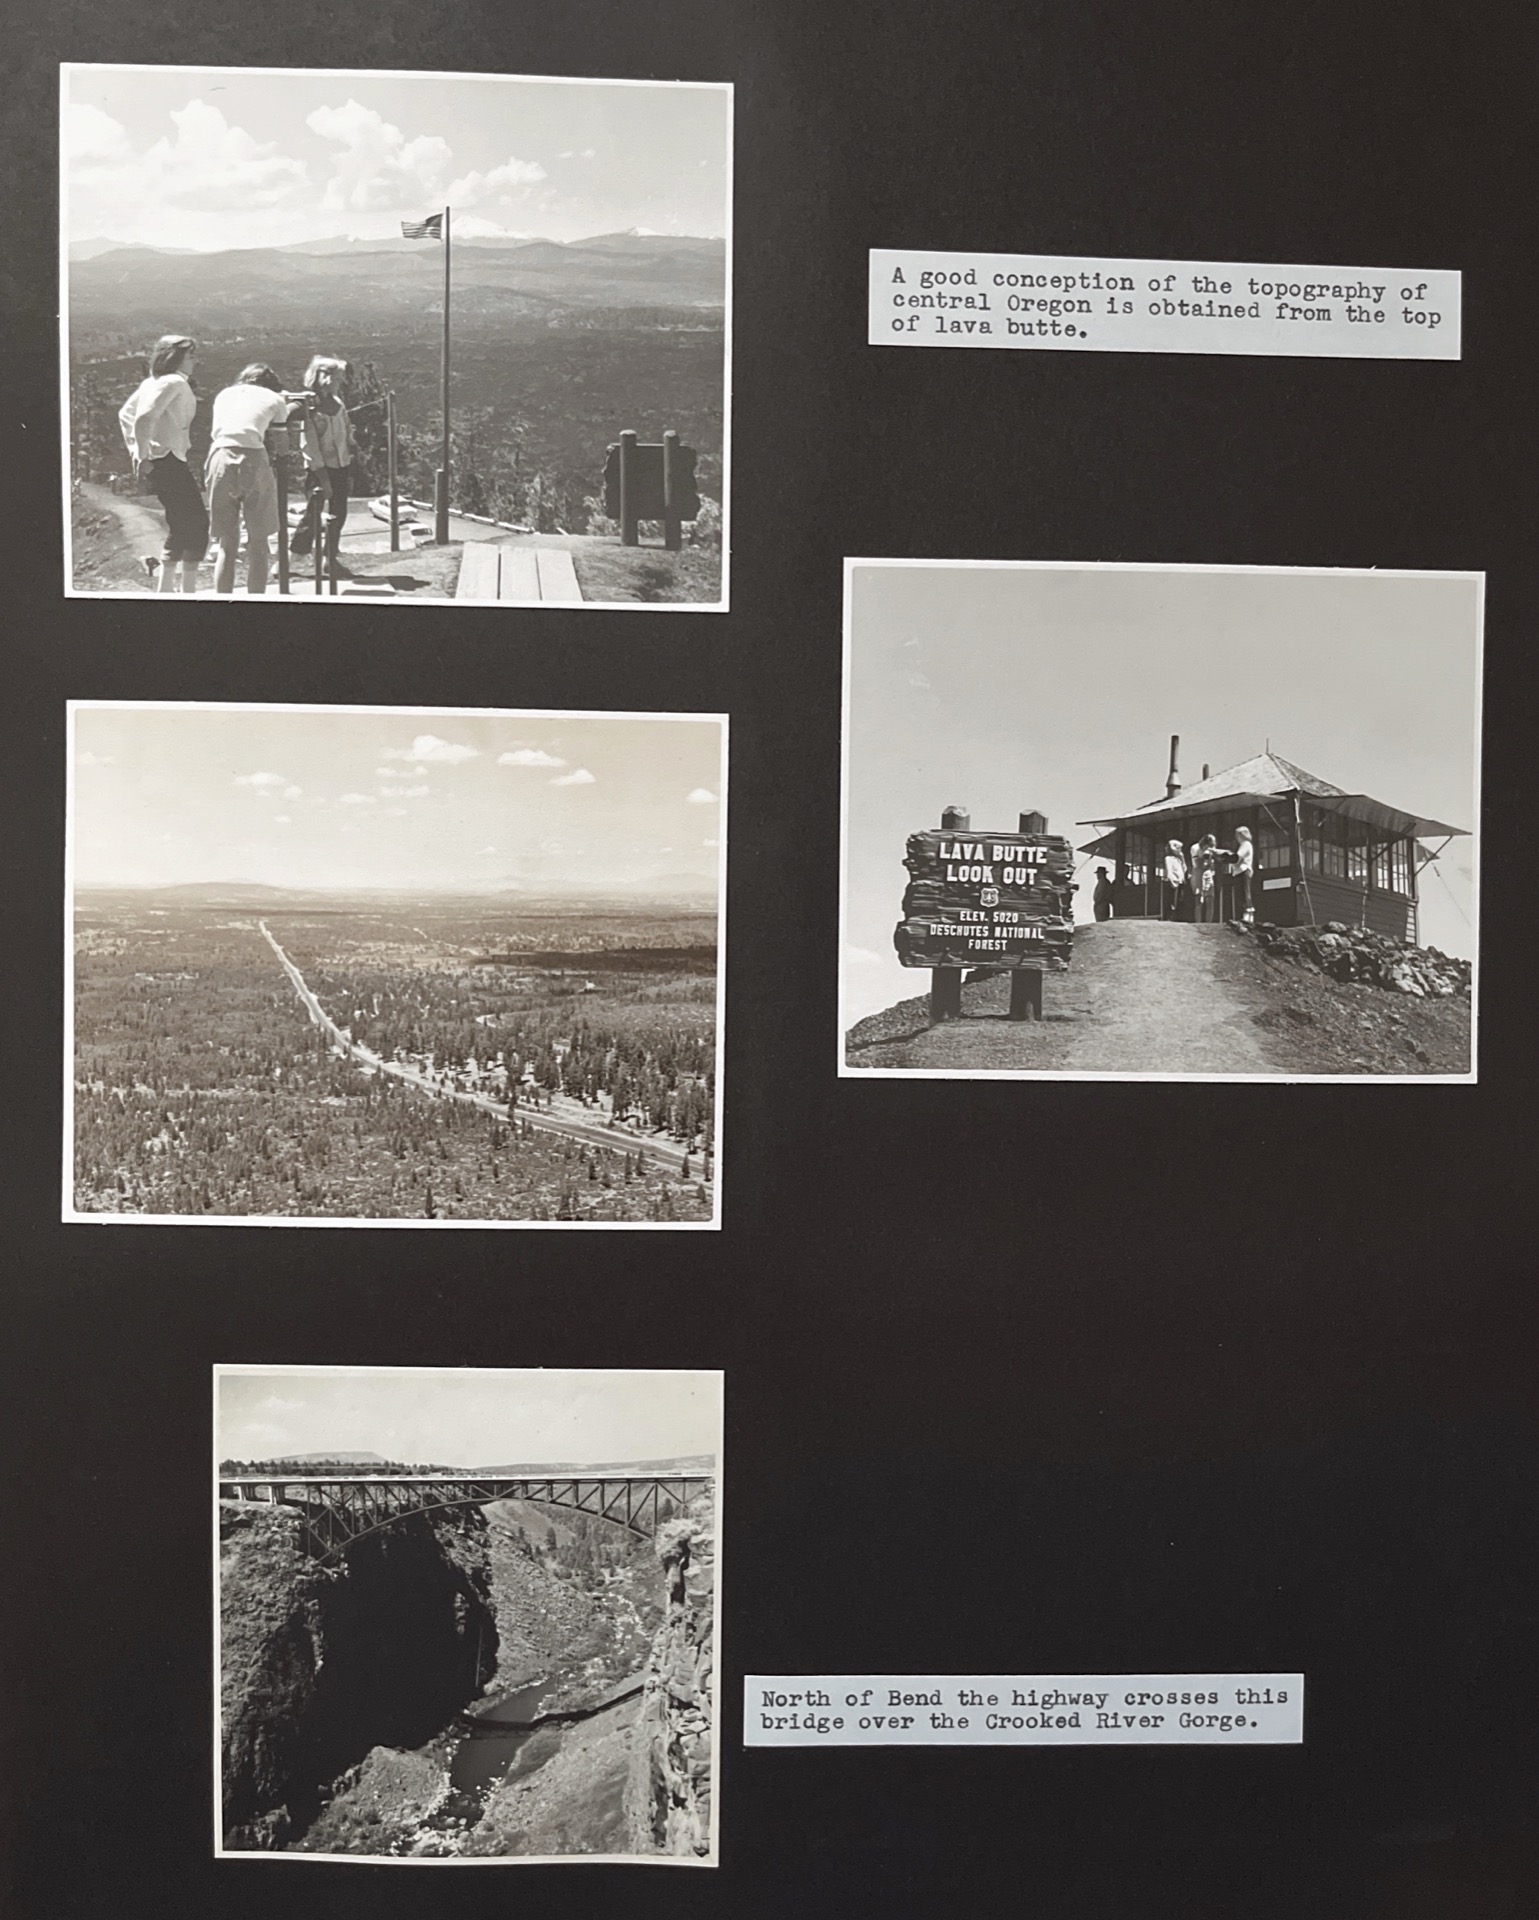 A good conception of the topography of
central Oregon is obtained from the top
of lava butte.
LAVA BUTTE
LOOK OUT
ELEV. 5020
DESCHUTES NATIONAL
FOREST
North of Bend the highway crosses this
bridge over the Crooked River Gorge.